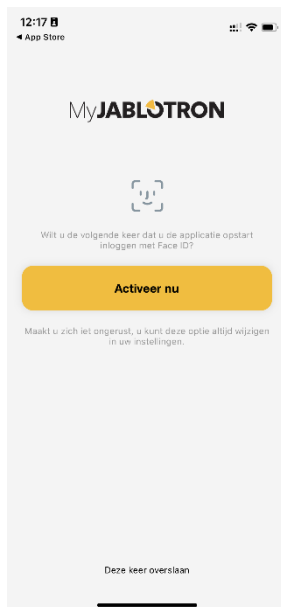 12:17
◀ App Store
MyJABLOTRON
Wilt u de volgende keer dat u de applicatie opstart
inloggen met Face ID?
Activeer nu
Maakt u zich iet ongerust, u kunt deze optie altijd wijzigen
in uw instellingen.
Deze keer overslaan